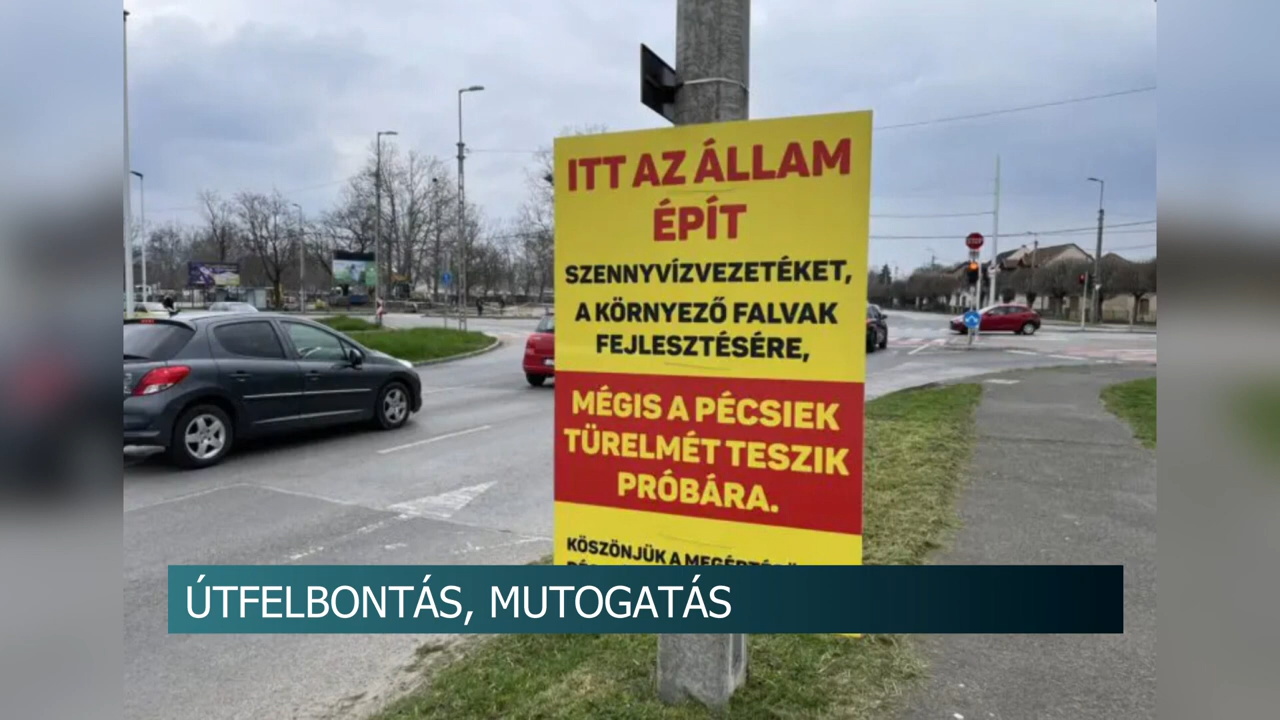 ITT AZ ÁLLAM
ÉPÍT
SZENNYVÍZVEZETÉKET,
A KÖRNYEZŐ FALVAK
FEJLESZTÉSÉRE,
MÉGIS A PÉCSIEK
TÜRELMÉT TESZIK
PRÓBÁRA.
KÖSZÖNJÜK A
ÚTFELBONTÁS, MUTOGATÁS